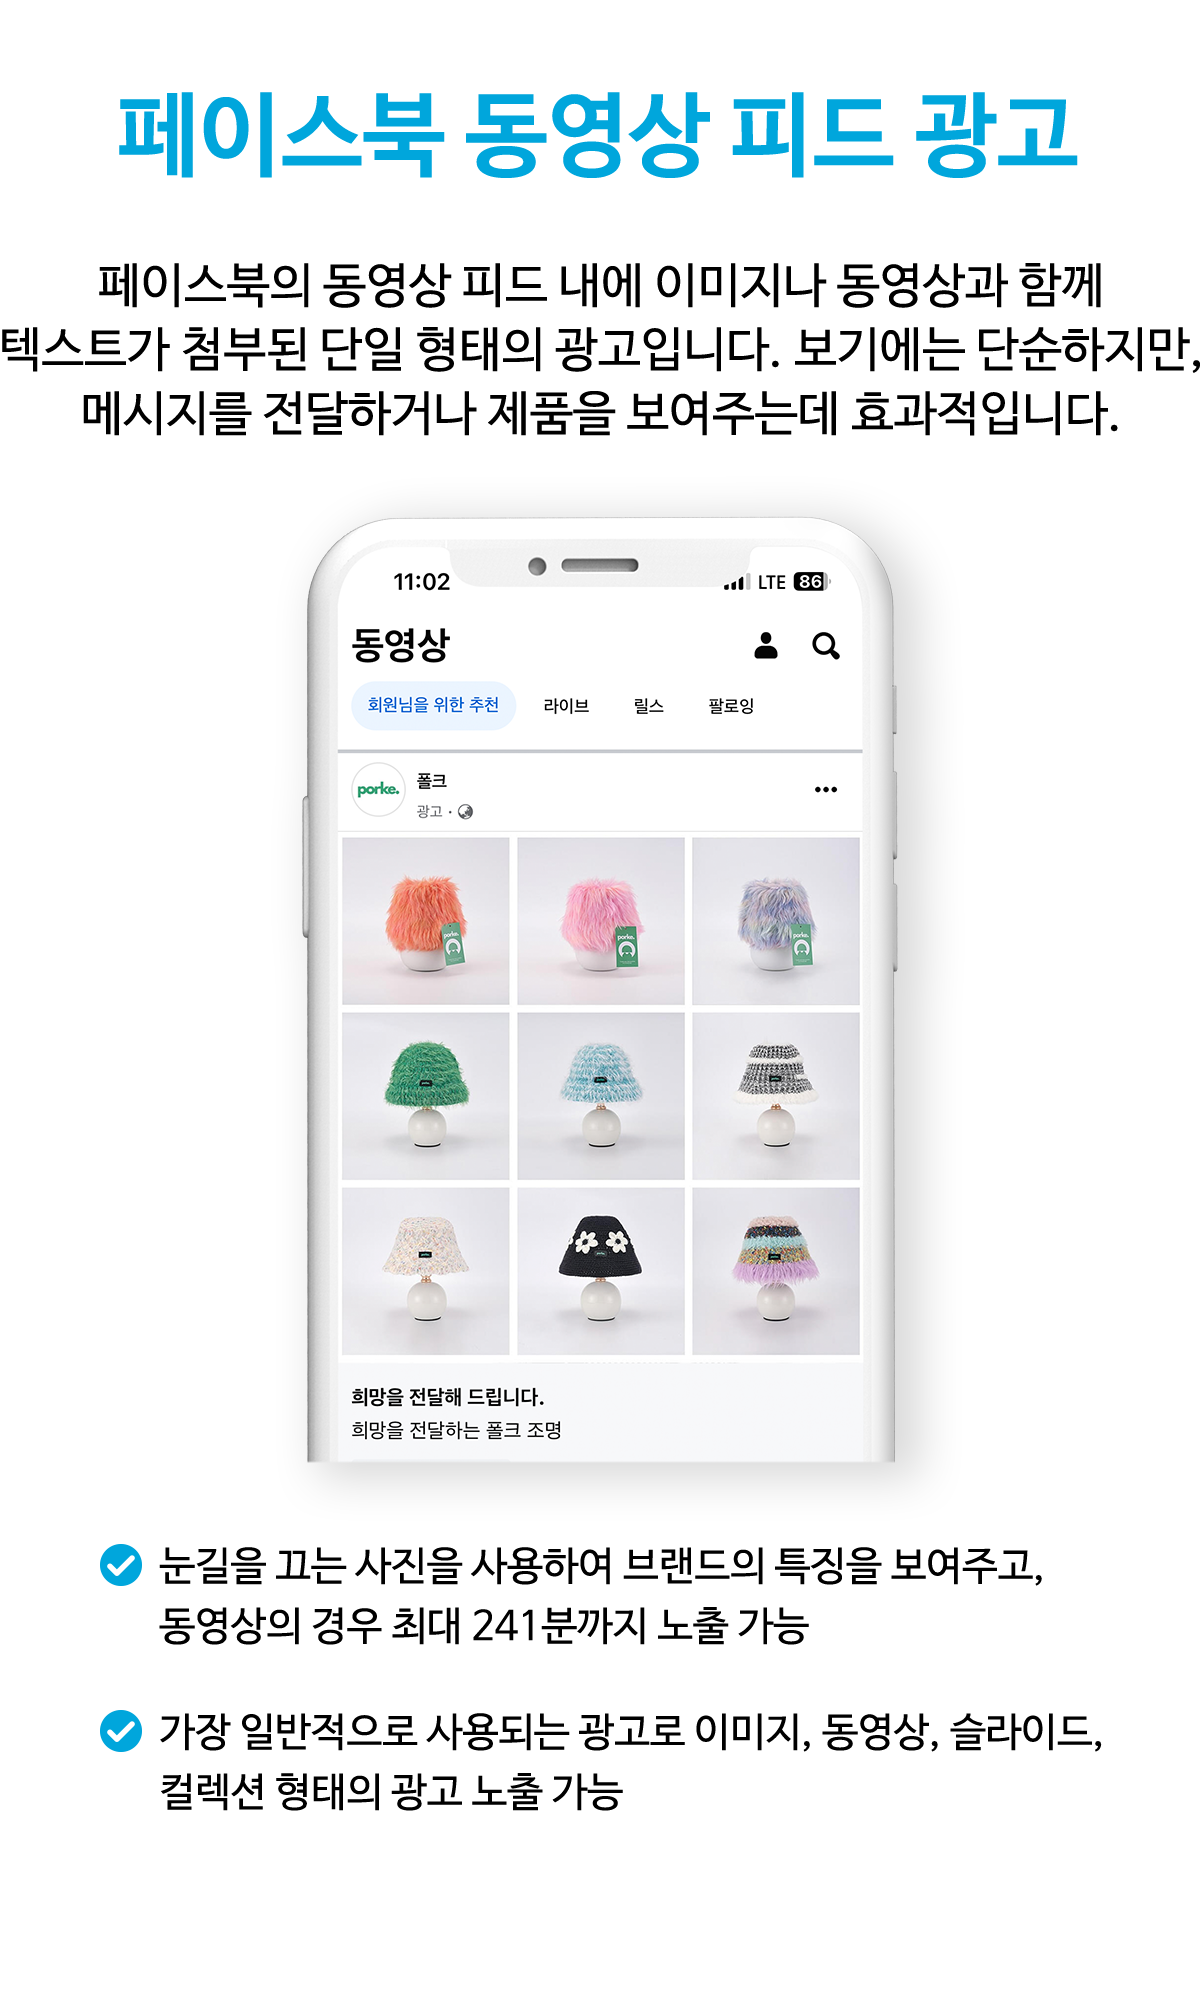 페이스북 동영상 피드 광고
페이스북의 동영상 피드 내에 이미지나 동영상과 함께
텍스트가 첨부된 단일 형태의 광고입니다. 보기에는 단순하지만,
메시지를 전달하거나 제품을 보여주는데 효과적입니다.
11:02 LTE 86
동영상
회원님을 위한 추천 라이브 릴스 팔로잉
porke. 폴크
광고 ·
porke. porke. porke.
porke porke porke
porke porke porke
희망을 전달해 드립니다.
희망을 전달하는 폴크 조명
눈길을 끄는 사진을 사용하여 브랜드의 특징을 보여주고,
동영상의 경우 최대 241분까지 노출 가능
가장 일반적으로 사용되는 광고로 이미지, 동영상, 슬라이드,
컬렉션 형태의 광고 노출 가능